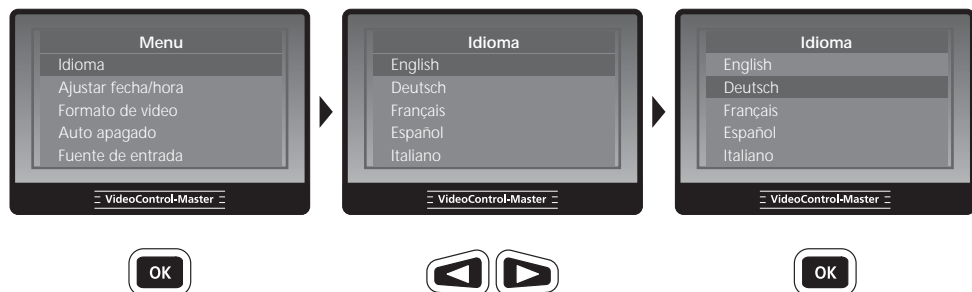 Menu
Idioma
Ajustar fecha/hora
Formato de video
Auto apagado
Fuente de entrada
VideoControl-Master
OK
Idioma
English
Deutsch
Français
Español
Italiano
VideoControl-Master
Idioma
English
Deutsch
Français
Español
Italiano
VideoControl-Master
OK